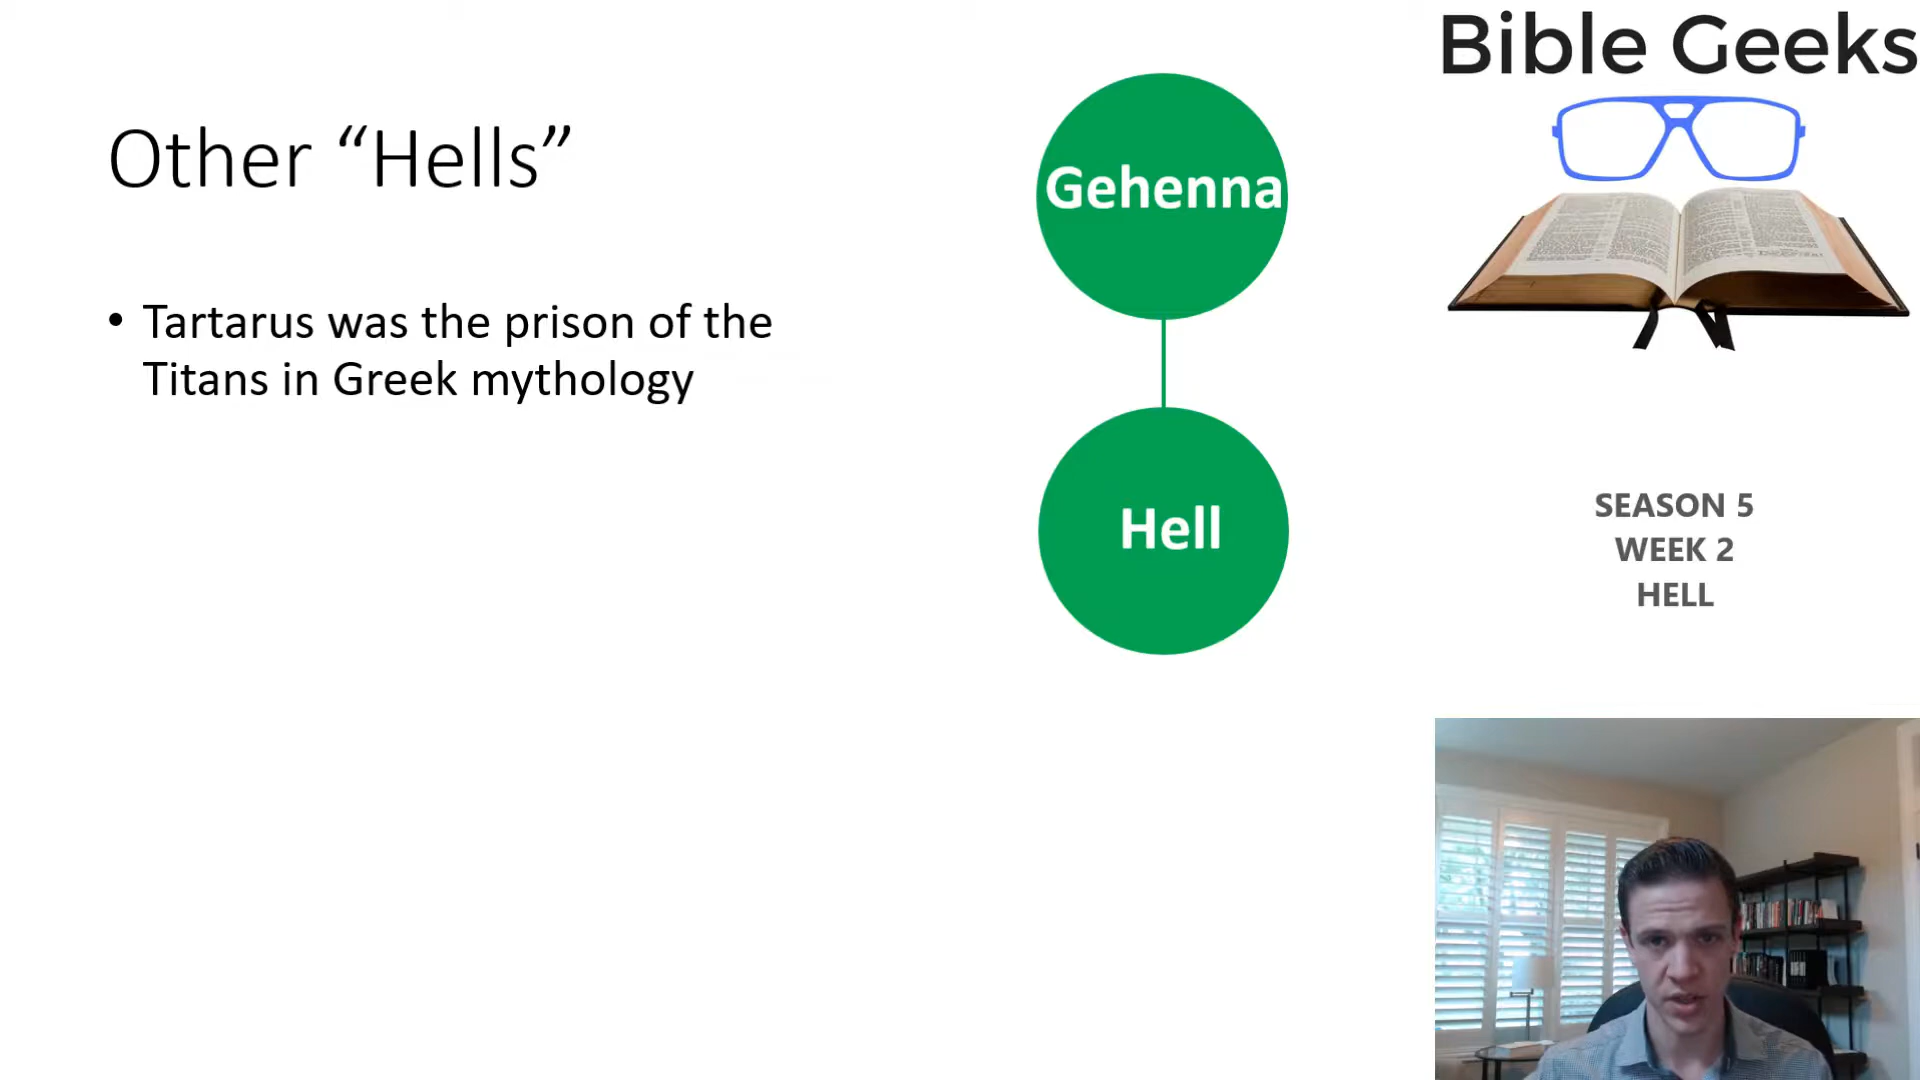 Other “Hells”
• Tartarus was the prison of the
Titans in Greek mythology
Gehenna
Hell
Bible Geeks
SEASON 5
WEEK 2
HELL